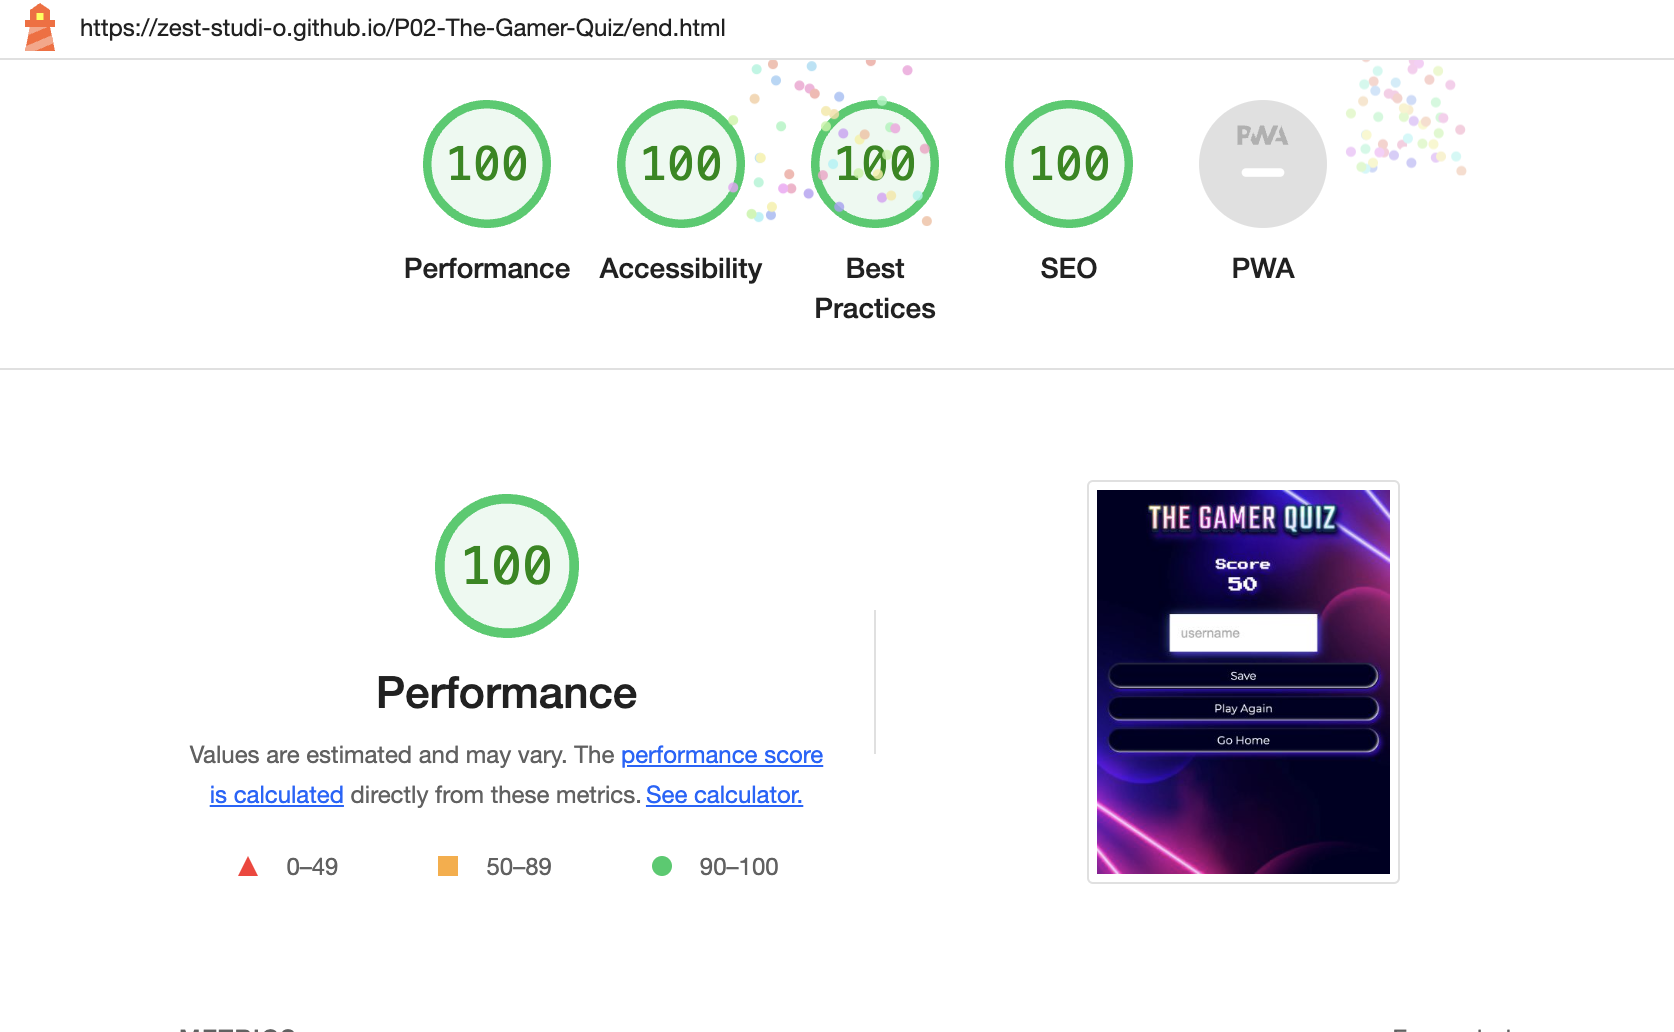 https://zest-studi-o.github.io/P02-The-Gamer-Quiz/end.html
100
100
100
100
PWA
Performance
Accessibility
Best
Practices
SEO
PWA
100
Performance
Values are estimated and may vary. The performance score
is calculated directly from these metrics. See calculator.
0–49
50–89
90–100
THE GAMER QUIZ
Score
50
username
Save
Play Again
Go Home
METRICS